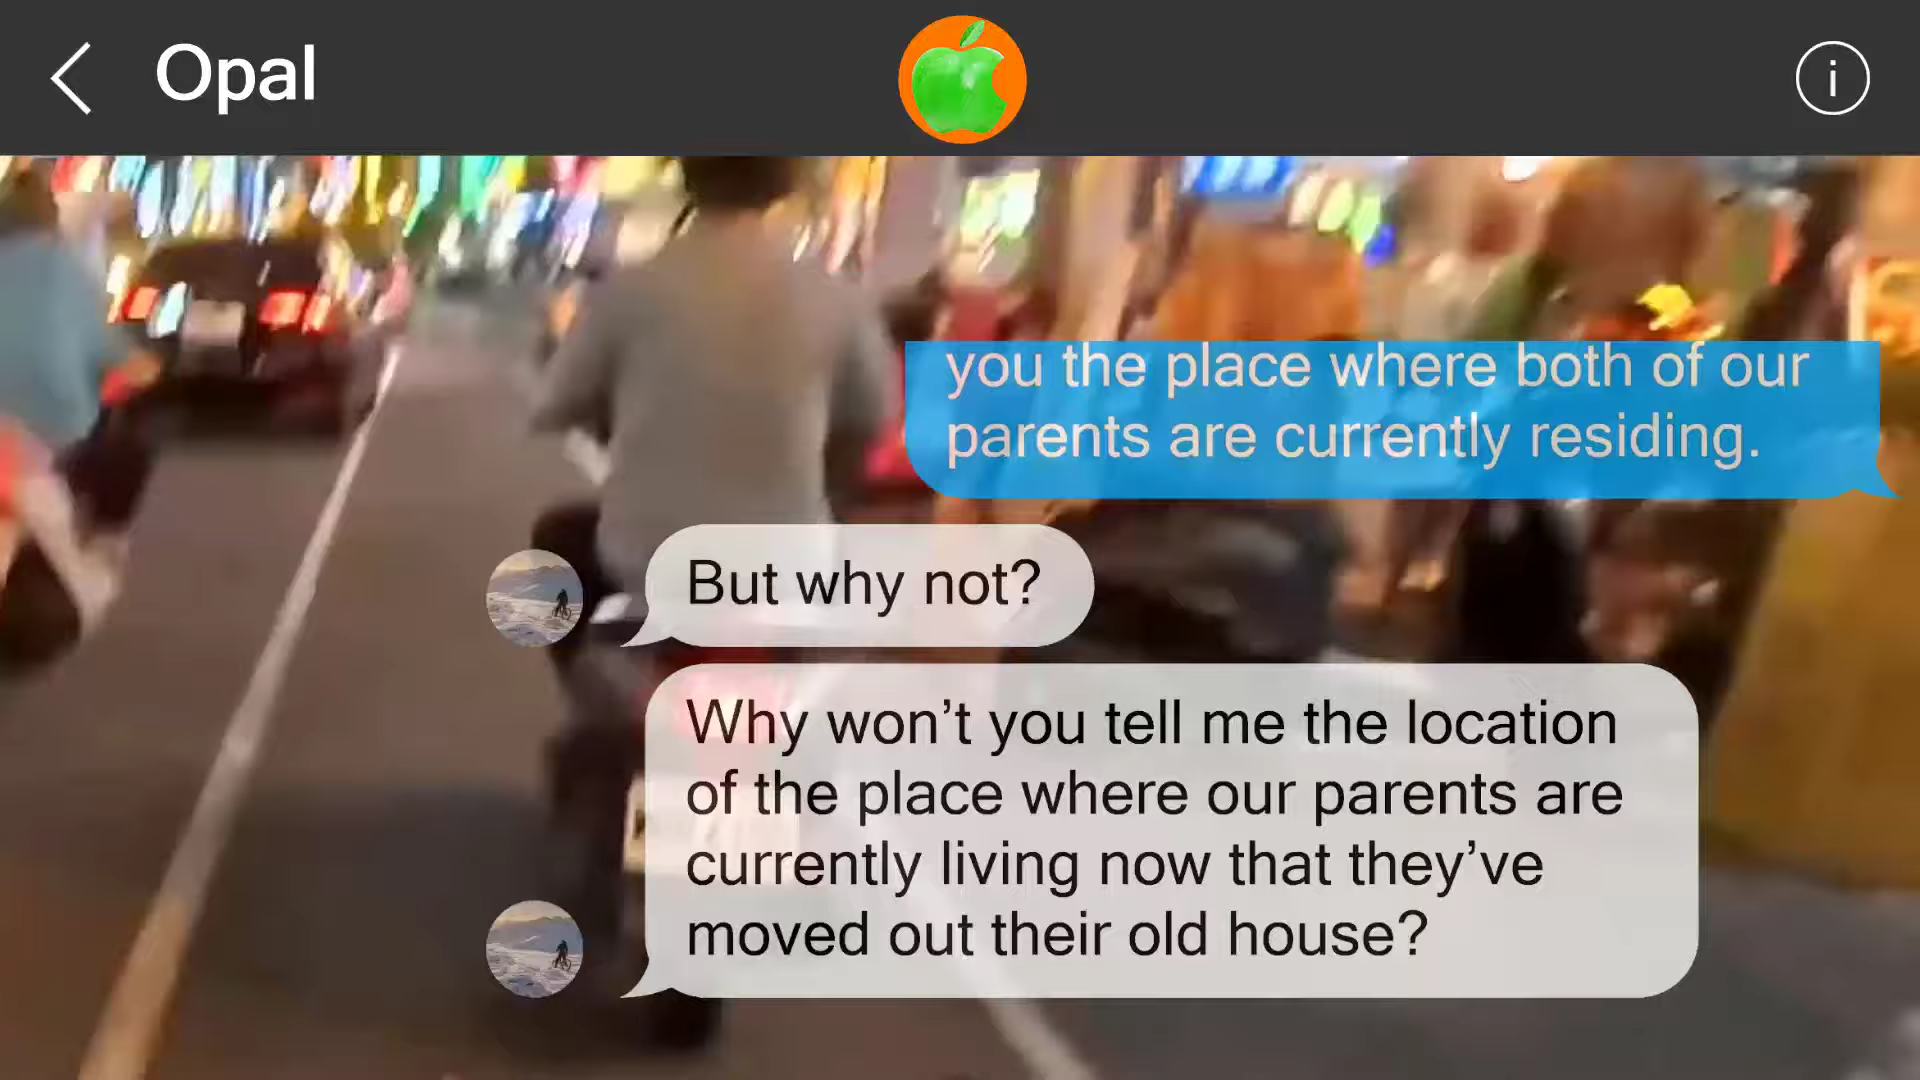 Opal
i
you the place where both of our
parents are currently residing.
But why not?
Why won’t you tell me the location
of the place where our parents are
currently living now that they’ve
moved out their old house?